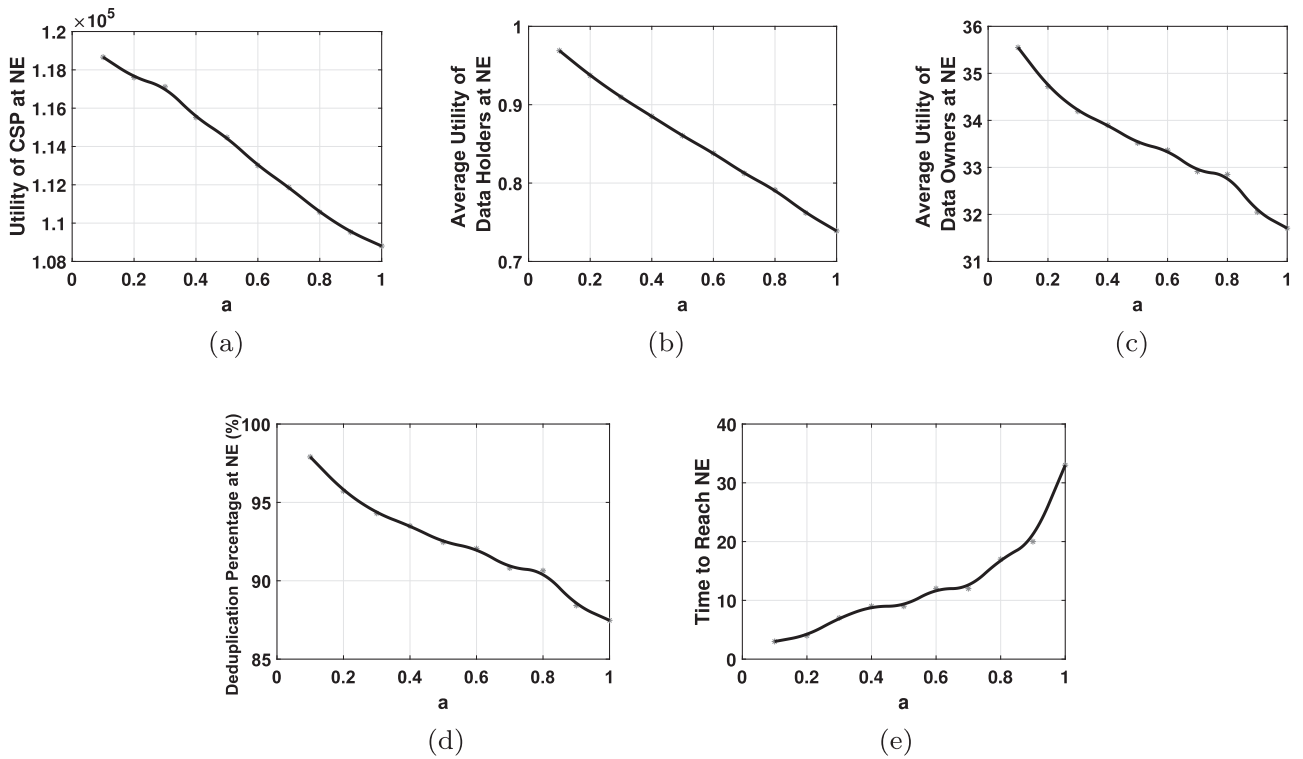 ×10⁵
1.2
1.18
1.16
1.14
1.12
1.1
1.08
0 0.2 0.4 0.6 0.8 1
a
Utility of CSP at NE
(a)
1
0.9
0.8
0.7
0 0.2 0.4 0.6 0.8 1
a
Average Utility of
Data Holders at NE
(b)
36
35
34
33
32
31
0 0.2 0.4 0.6 0.8 1
a
Average Utility of
Data Owners at NE
(c)
100
95
90
85
0 0.2 0.4 0.6 0.8 1
a
Deduplication Percentage at NE (%)
(d)
40
30
20
10
0
0 0.2 0.4 0.6 0.8 1
a
Time to Reach NE
(e)